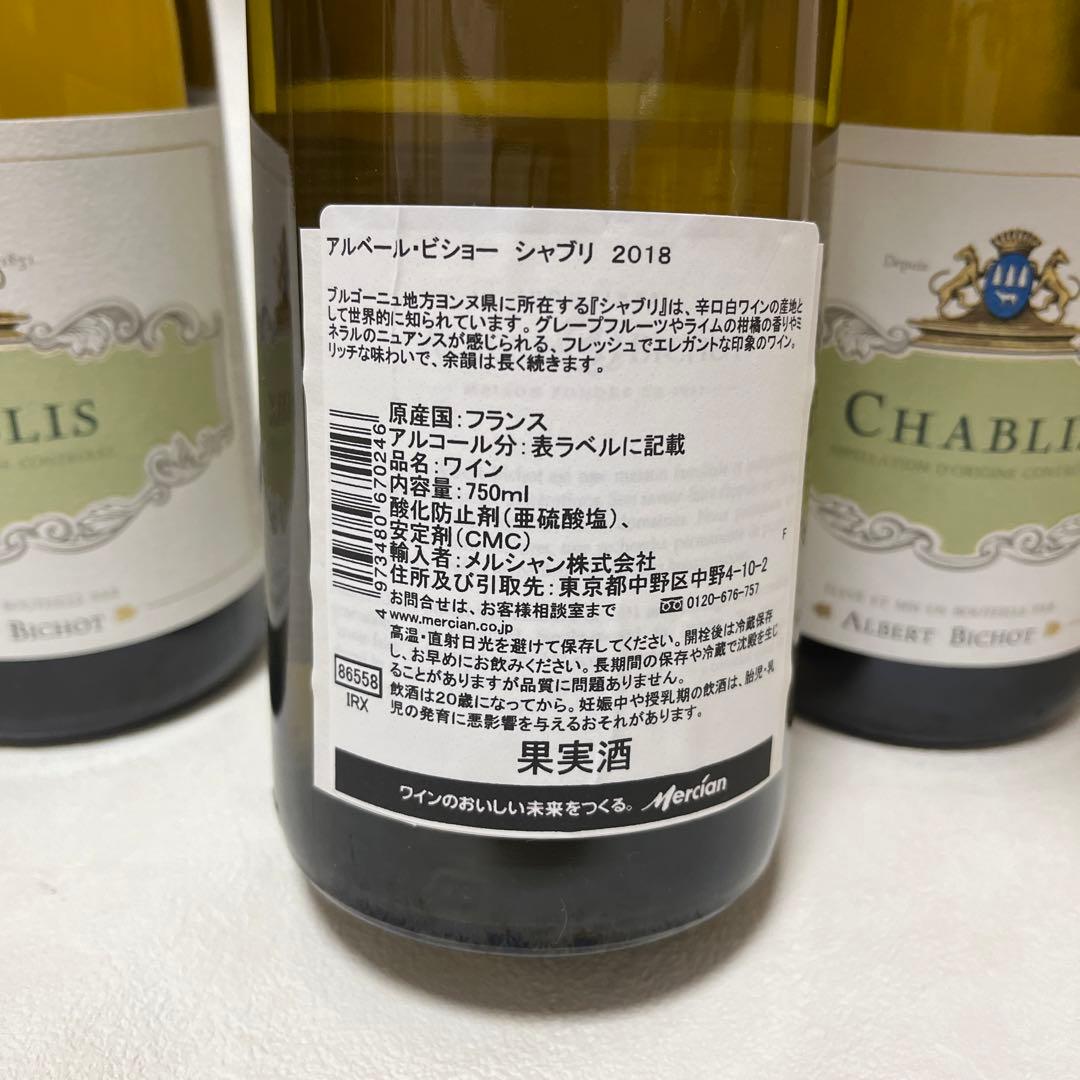 アルベール・ビショー シャブリ 2018
ブルゴーニュ地方ヨンヌ県に所在する『シャブリ』は、辛口白ワインの産地と
して世界的に知られています。グレープフルーツやライムの柑橘の香りやミ
ネラルのニュアンスが感じられる、フレッシュでエレガントな印象のワイン。
リッチな味わいで、余韻は長く続きます。
原産国：フランス
アルコール分：表ラベルに記載
品名：ワイン
内容量：750ml
酸化防止剤（亜硫酸塩）、
安定剤（CMC）
輸入者：メルシャン株式会社
住所及び引取先：東京都中野区中野4-10-2
お問合せは、お客様相談室まで 0120-676-757
www.mercian.co.jp
高温・直射日光を避けて保存してください。開栓後は冷蔵保存
し、お早めにお飲みください。長期間の保存や冷蔵で沈殿を生じ
ることがありますが品質に問題ありません。
飲酒は20歳になってから。妊娠中や授乳期の飲酒は、胎児・乳
児の発育に悪影響を与えるおそれがあります。
F
4 973480 670246
86558
IRX
果実酒
ワインのおいしい未来をつくる。 Mercian
1831
LIS
BICHOT
Depuis
CHABLIS
APPELLATION D'ORIGINE
ÉLEVÉ ET MIS EN BOUTEILLE PAR
ALBERT BICHOT